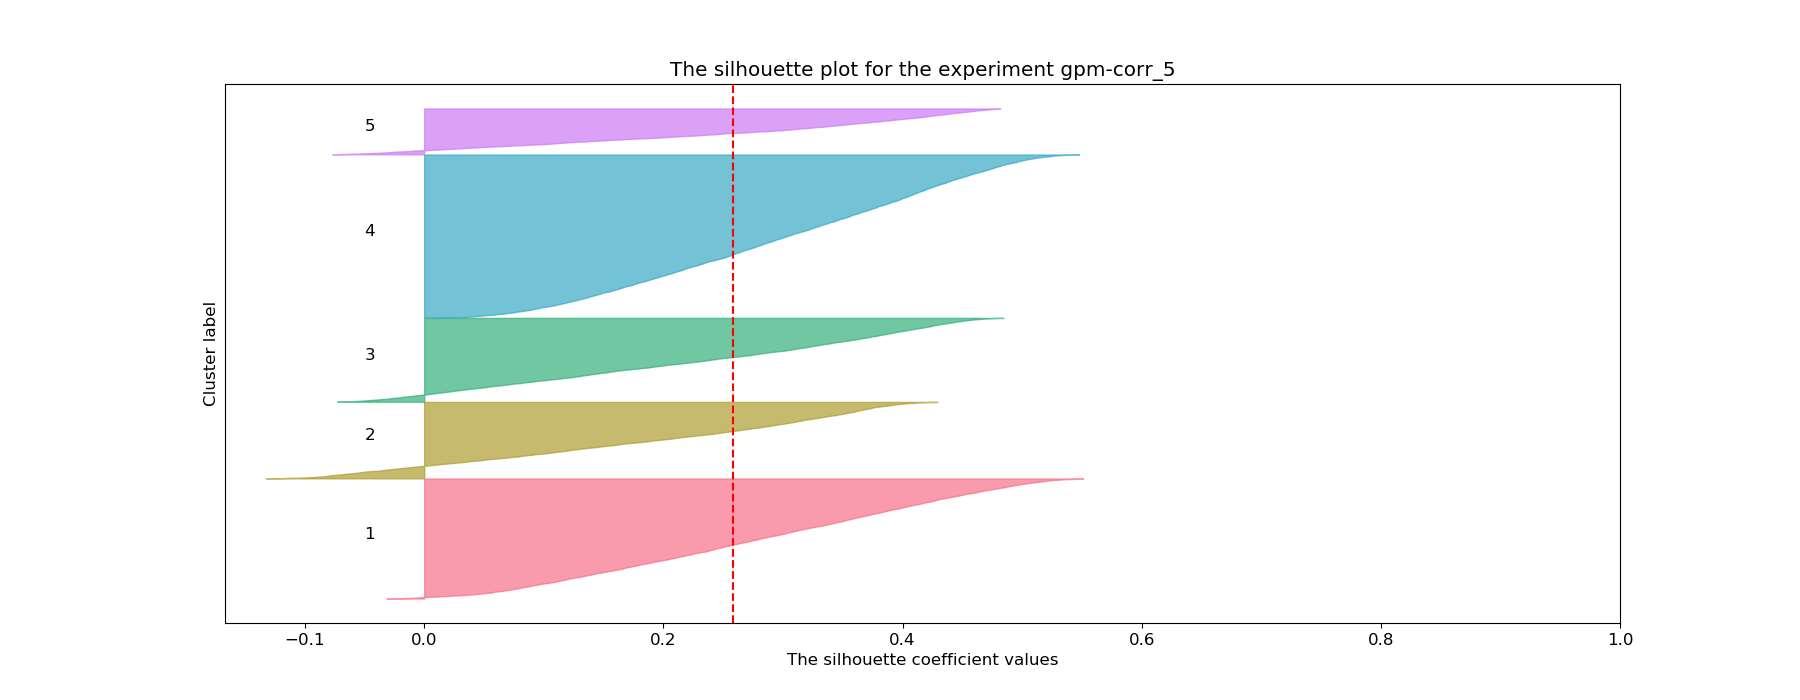 The silhouette plot for the experiment gpm-corr_5
5
4
3
2
1
Cluster label
−0.1 0.0 0.2 0.4 0.6 0.8 1.0
The silhouette coefficient values